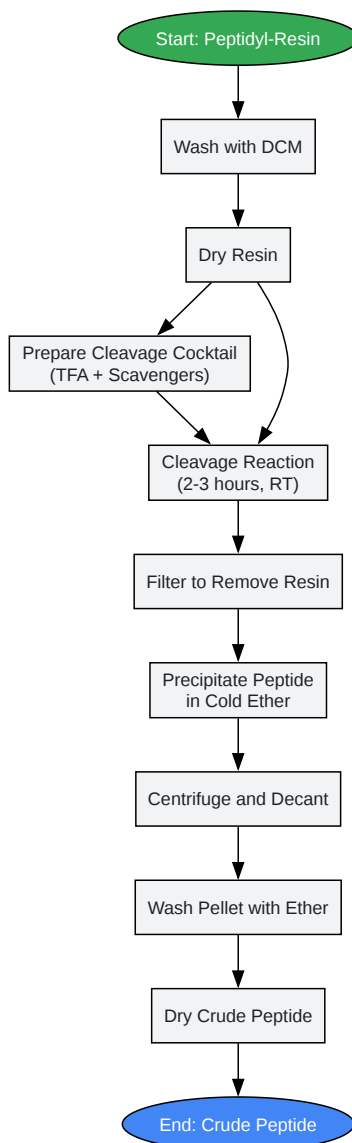 Start: Peptidyl-Resin
Wash with DCM
Dry Resin
Prepare Cleavage Cocktail
(TFA + Scavengers)
Cleavage Reaction
(2-3 hours, RT)
Filter to Remove Resin
Precipitate Peptide
in Cold Ether
Centrifuge and Decant
Wash Pellet with Ether
Dry Crude Peptide
End: Crude Peptide